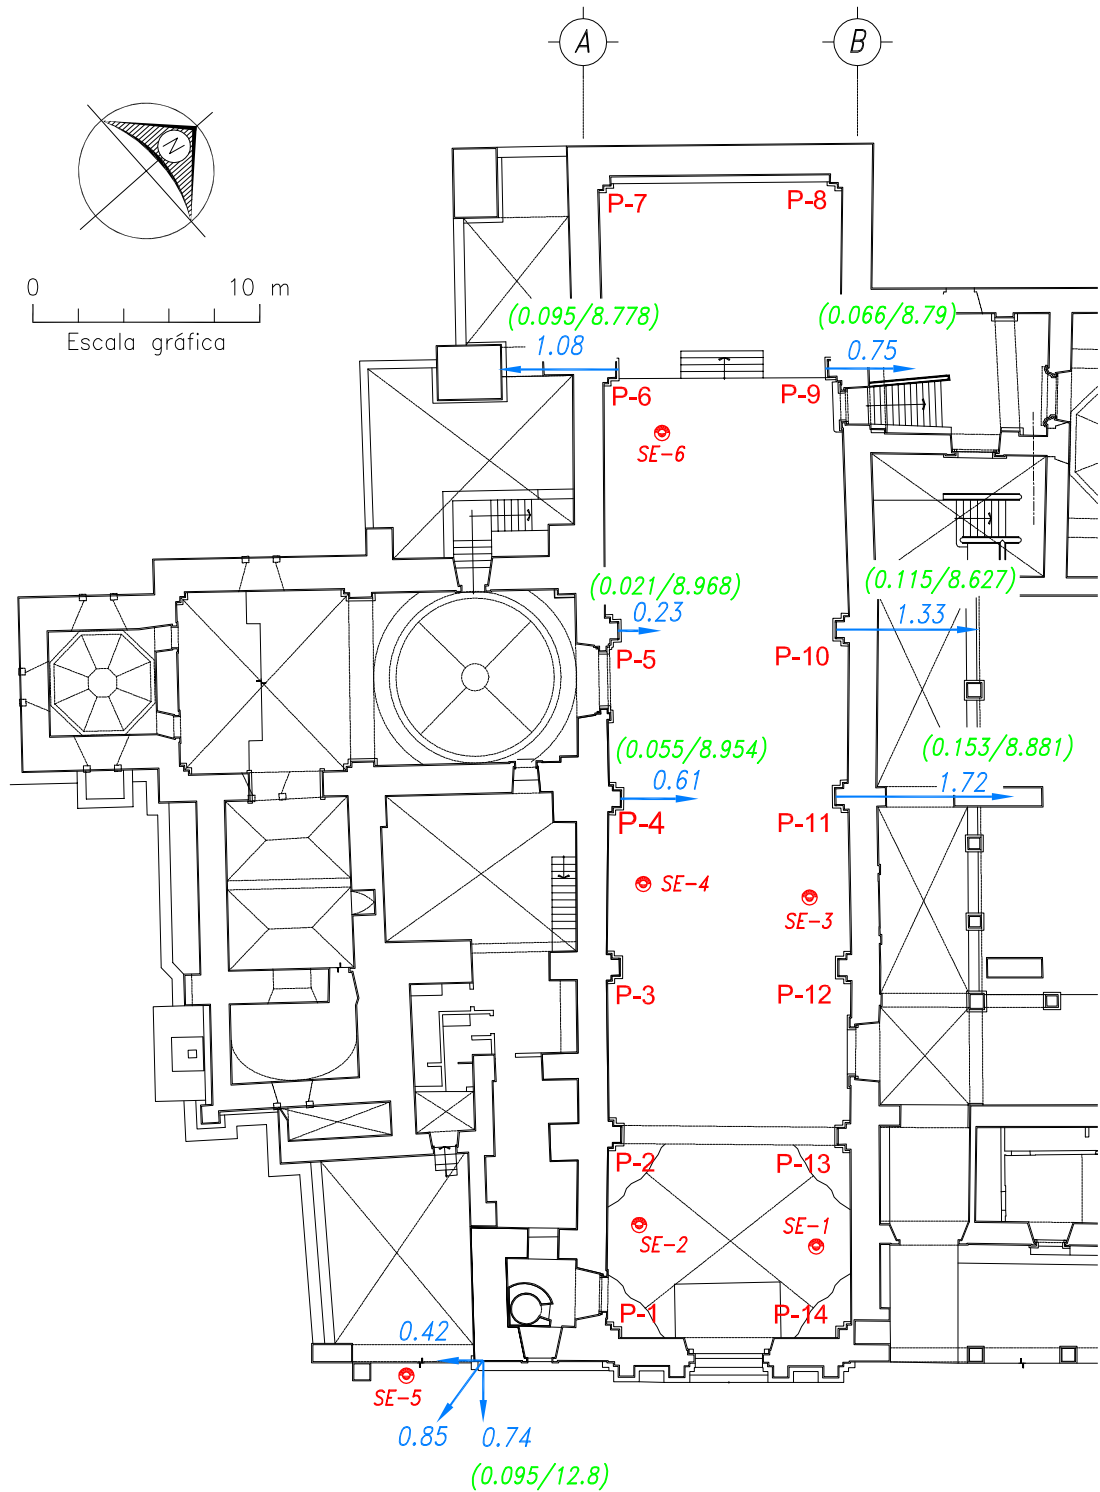 A B
N
0 10 m
Escala gráfica
P-7 P-8
(0.095/8.778) (0.066/8.79)
1.08 0.75
P-6 P-9
SE-6
(0.021/8.968) (0.115/8.627)
0.23 1.33
P-5 P-10
(0.055/8.954) (0.153/8.881)
0.61 1.72
P-4 P-11
SE-4 SE-3
P-3 P-12
P-2 P-13
SE-2 SE-1
P-1 P-14
0.42
SE-5
0.85 0.74
(0.095/12.8)